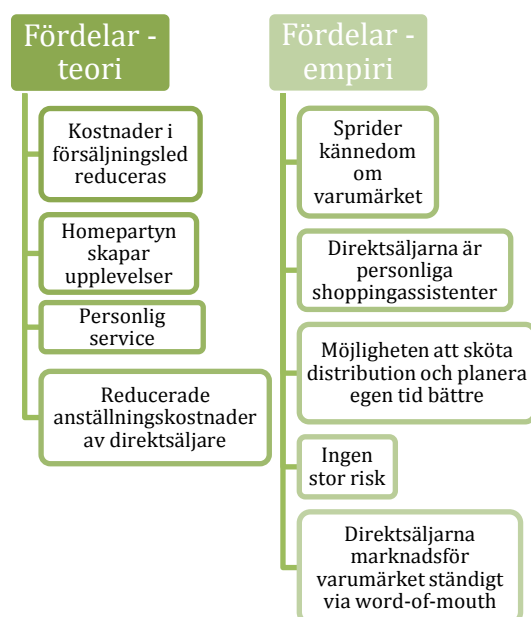 Fördelar -
teori
Kostnader i
försäljningsled
reduceras
Homepartyn
skapar
upplevelser
Personlig
service
Reducerade
anställningskostnader
av direktsäljare
Fördelar -
empiri
Sprider
kännedom
om
varumärket
Direktsäljarna är
personliga
shoppingassistenter
Möjligheten att sköta
distribution och planera
egen tid bättre
Ingen
stor risk
Direktsäljarna
marknadsför
varumärket ständigt
via word-of-mouth